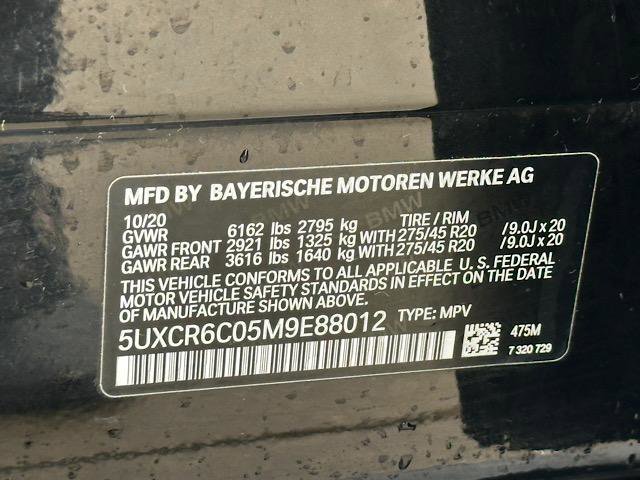 MFD BY BAYERISCHE MOTOREN WERKE AG
10/20 TIRE / RIM
GVWR 6162 lbs 2795 kg
GAWR FRONT 2921 lbs 1325 kg WITH 275/45 R20 /9.0J x 20
GAWR REAR 3616 lbs 1640 kg WITH 275/45 R20 /9.0J x 20
THIS VEHICLE CONFORMS TO ALL APPLICABLE U.S. FEDERAL
MOTOR VEHICLE SAFETY STANDARDS IN EFFECT ON THE DATE
OF MANUFACTURE SHOWN ABOVE.
5UXCR6C05M9E88012 TYPE: MPV
475M
7 320 729